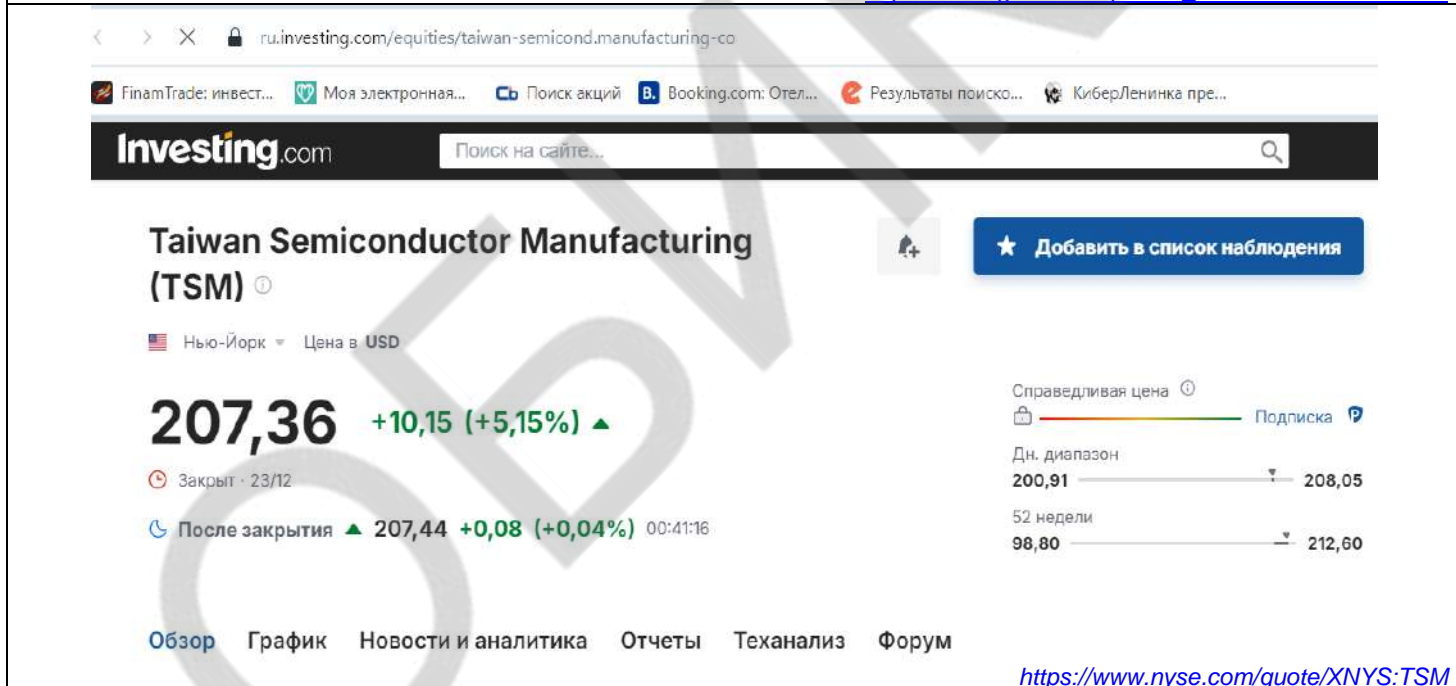 ru.investing.com/equities/taiwan-semicond.manufacturing-co
FinamTrade: инвест... Моя электронная... Сь Поиск акций B. Booking.com: Отел... Результаты поиско... КиберЛенинка пре...
Investing.com Поиск на сайте...
Taiwan Semiconductor Manufacturing
(TSM)
Добавить в список наблюдения
Нью-Йорк Цена в USD
207,36 +10,15 (+5,15%)
Закрыт · 23/12
После закрытия 207,44 +0,08 (+0,04%) 00:41:16
Справедливая цена
Подписка
Дн. диапазон
200,91 208,05
52 недели
98,80 212,60
Обзор График Новости и аналитика Отчеты Теханализ Форум
https://www.nyse.com/quote/XNYS:TSM